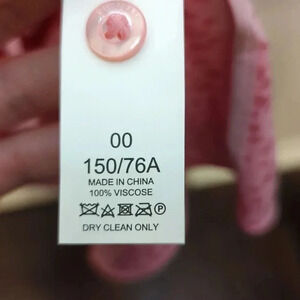 00
150/76A
MADE IN CHINA
100% VISCOSE
DRY CLEAN ONLY